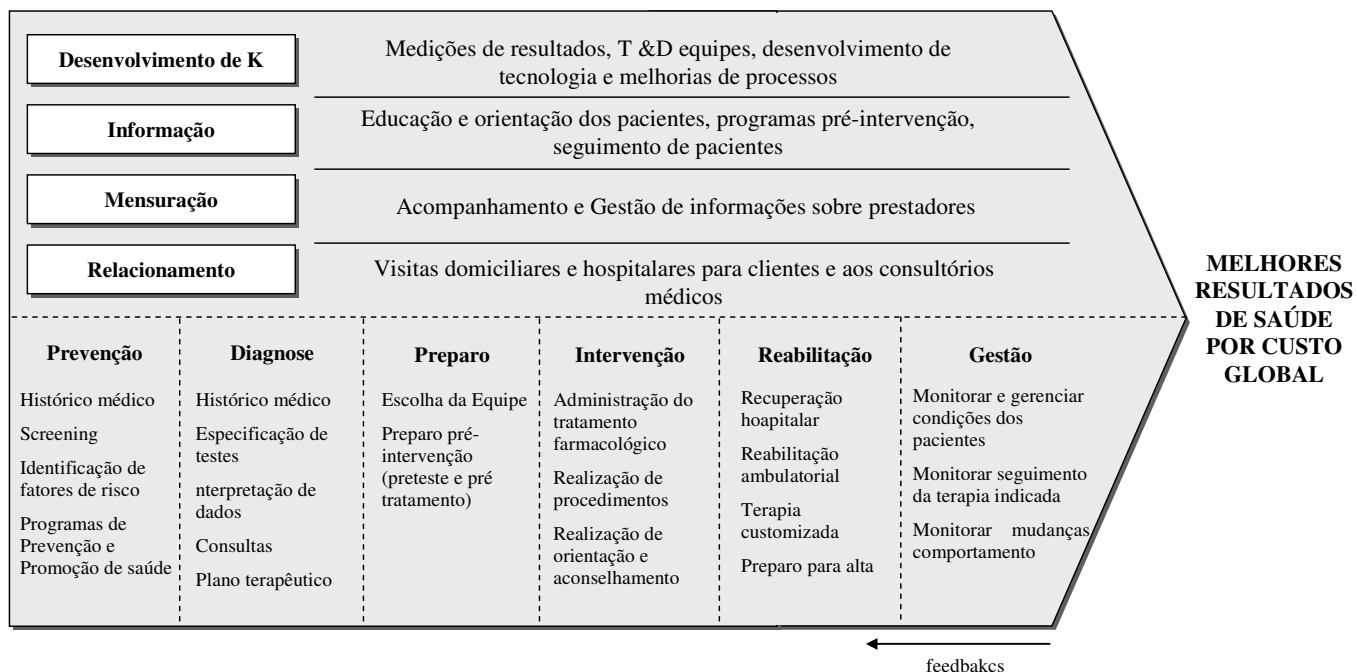 Desenvolvimento de K
Medições de resultados, T &D equipes, desenvolvimento de
tecnologia e melhorias de processos
Informação
Educação e orientação dos pacientes, programas pré-intervenção,
seguimento de pacientes
Mensuração
Acompanhamento e Gestão de informações sobre prestadores
Relacionamento
Visitas domiciliares e hospitalares para clientes e aos consultórios
médicos
Prevenção
Histórico médico
Screening
Identificação de
fatores de risco
Programas de
Prevenção e
Promoção de saúde
Diagnose
Histórico médico
Especificação de
testes
nterpretação de
dados
Consultas
Plano terapêutico
Preparo
Escolha da Equipe
Preparo pré-
intervenção
(preteste e pré
tratamento)
Intervenção
Administração do
tratamento
farmacológico
Realização de
procedimentos
Realização de
orientação e
aconselhamento
Reabilitação
Recuperação
hoapitalar
Reabilitação
ambulatorial
Terapia
customizada
Preparo para alta
Gestão
Monitorar e gerenciar
condições dos
pacientes
Monitorar seguimento
da terapia indicada
Monitorar mudanças
comportamento
MELHORES
RESULTADOS
DE SAÚDE
POR CUSTO
GLOBAL
feedbakcs